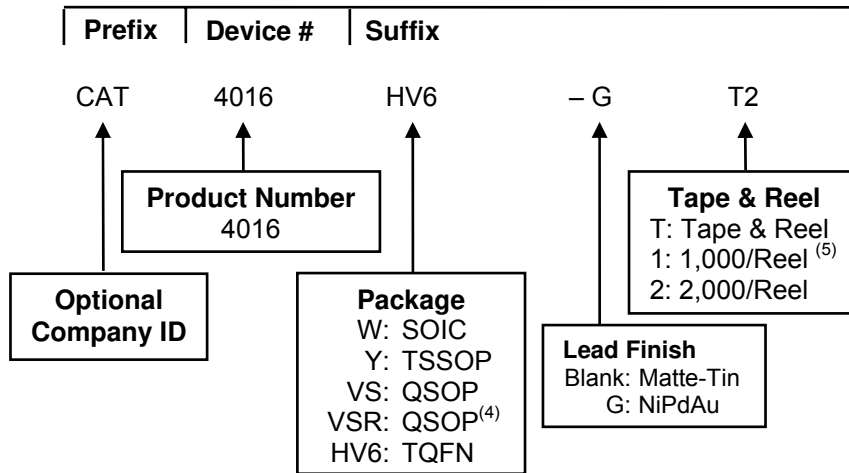 Prefix Device # Suffix
CAT 4016 HV6 – G T2
Product Number
4016
Tape & Reel
T: Tape & Reel
1: 1,000/Reel (5)
2: 2,000/Reel
Optional
Company ID
Package
W: SOIC
Y: TSSOP
VS: QSOP
VSR: QSOP(4)
HV6: TQFN
Lead Finish
Blank: Matte-Tin
G: NiPdAu